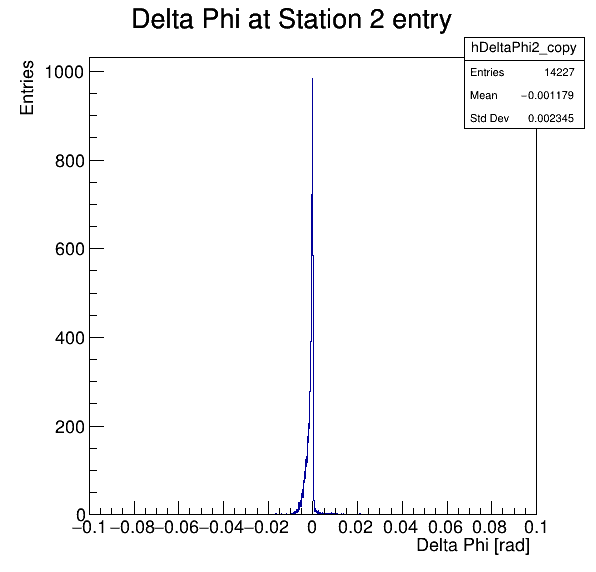 Delta Phi at Station 2 entry
hDeltaPhi2_copy
Entries 14227
Mean −0.001179
Std Dev 0.002345
Entries
1000
800
600
400
200
0
−0.1 −0.08 −0.06 −0.04 −0.02 0 0.02 0.04 0.06 0.08 0.1
Delta Phi [rad]